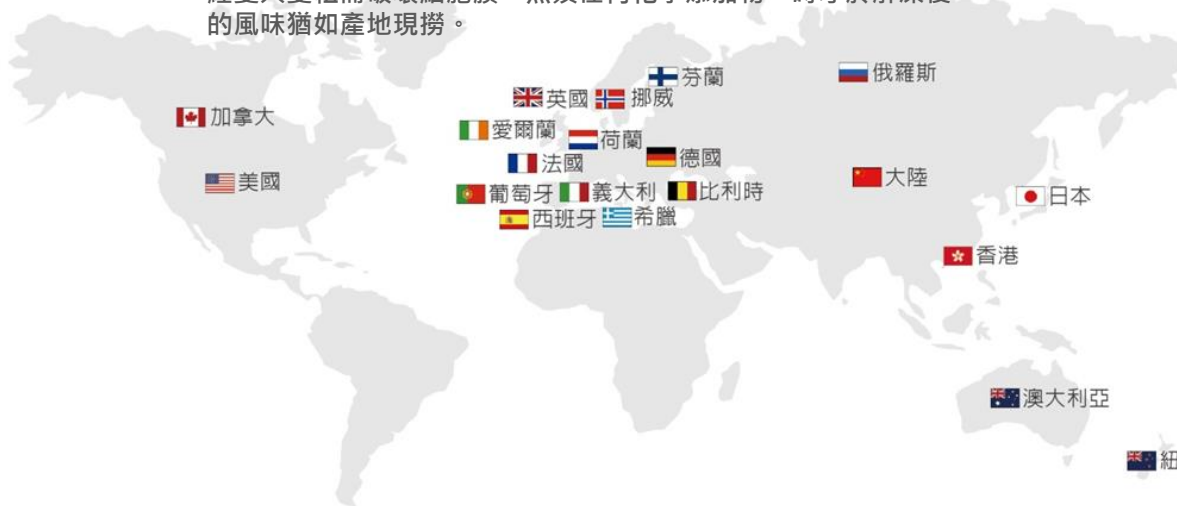 的風味猶如產地現撈。
芬蘭
俄羅斯
英國
挪威
加拿大
愛爾蘭
荷蘭
法國
德國
美國
大陸
葡萄牙
義大利
比利時
日本
西班牙
希臘
香港
澳大利亞
紐